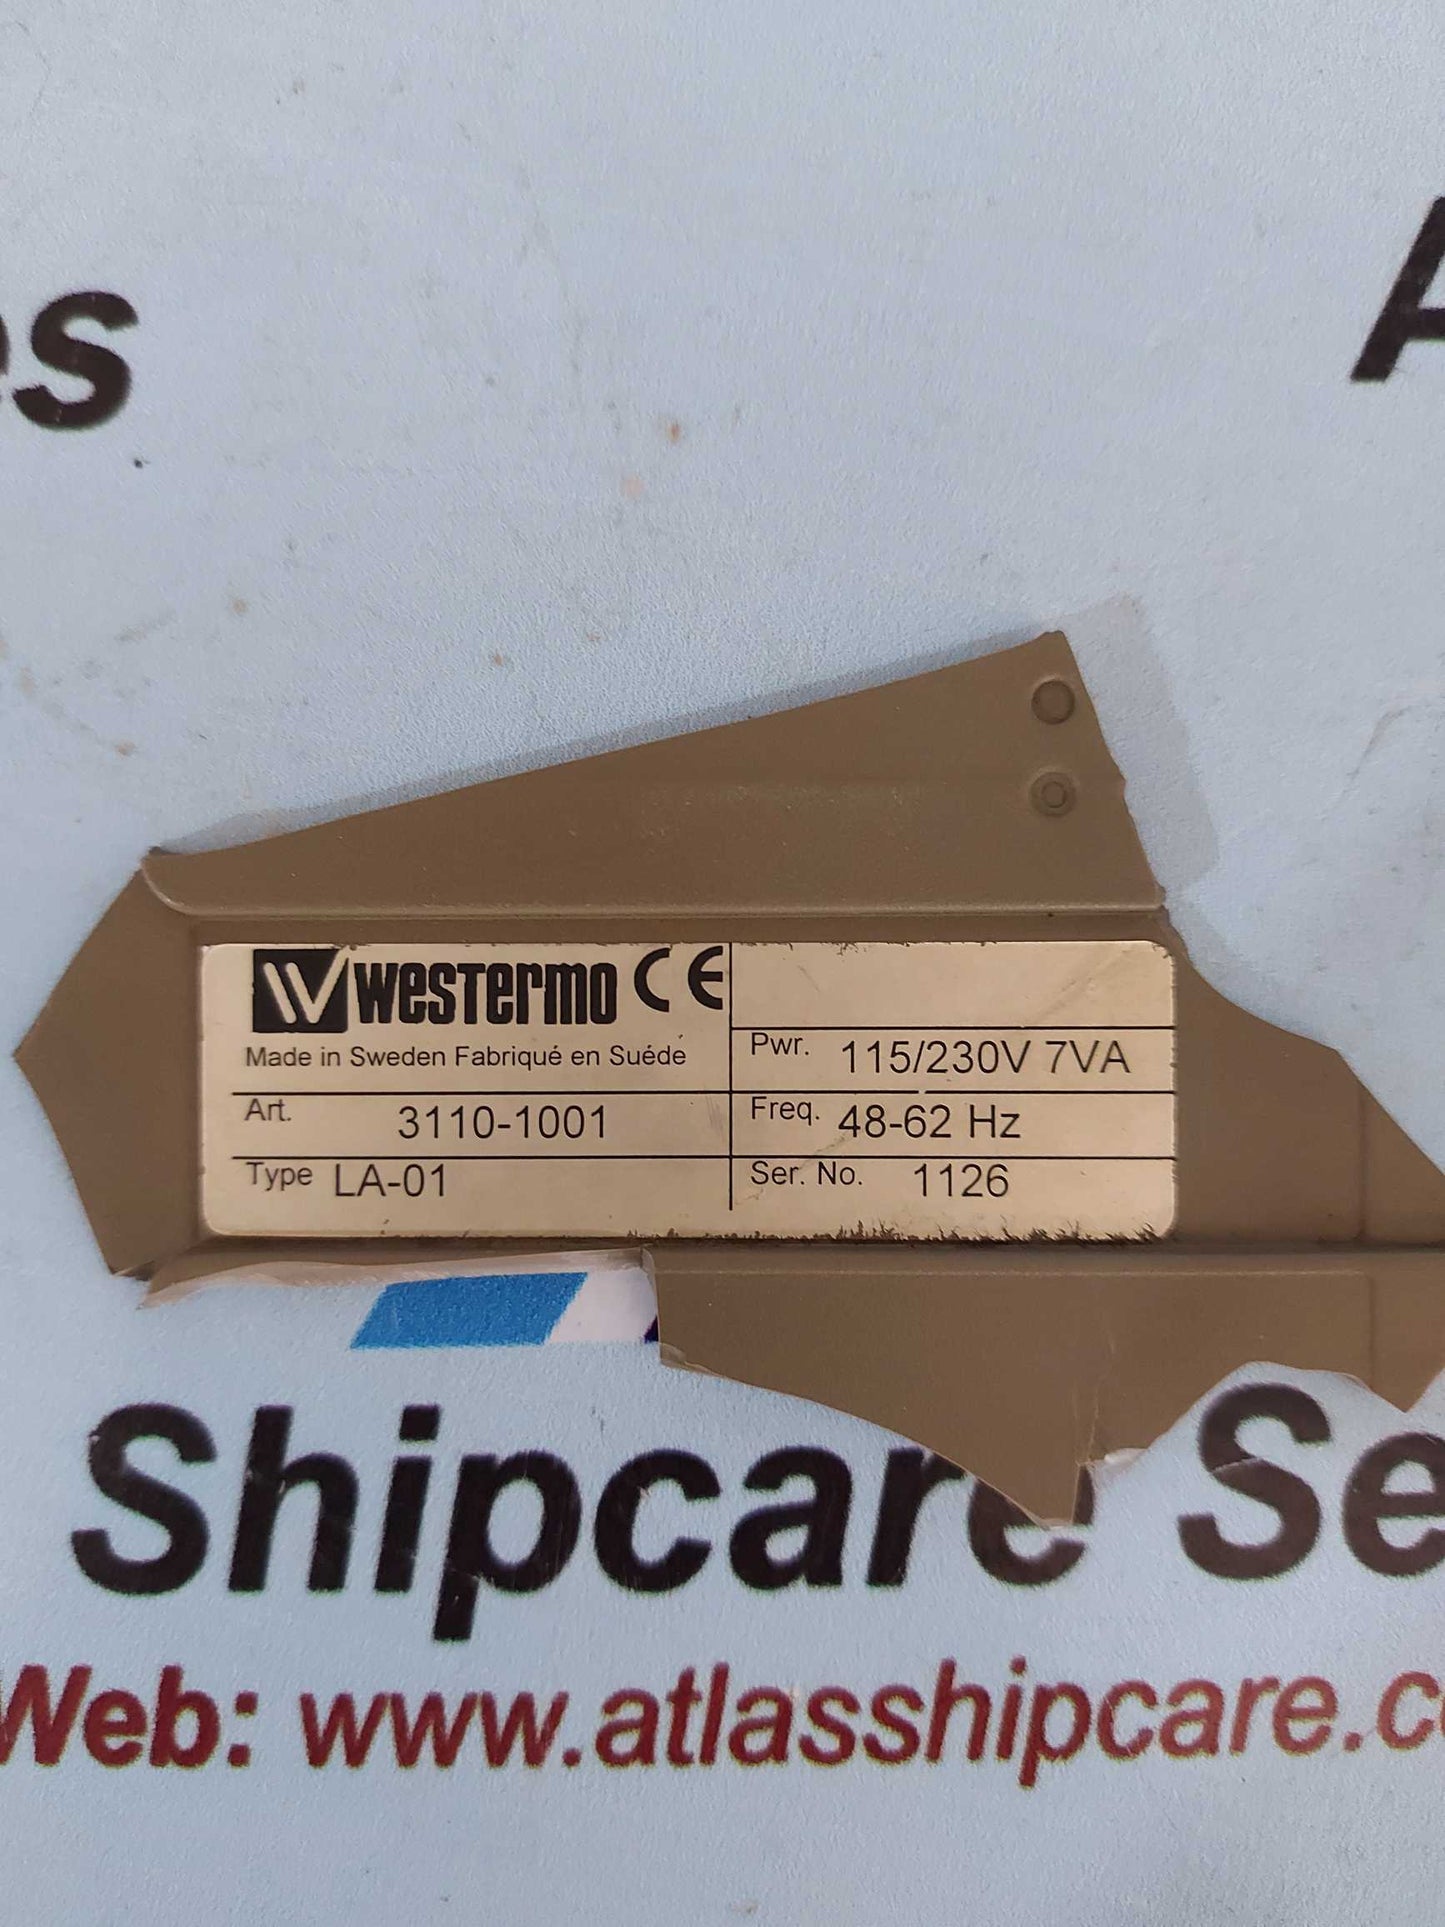 es
A
WESTERMO CE
Made in Sweden Fabriqué en Suéde
Art. 3110-1001
Type LA-01
Pwr. 115/230V 7VA
Freq. 48-62 Hz
Ser. No. 1126
Shipcare Se
Web: www.atlasshipcare.c